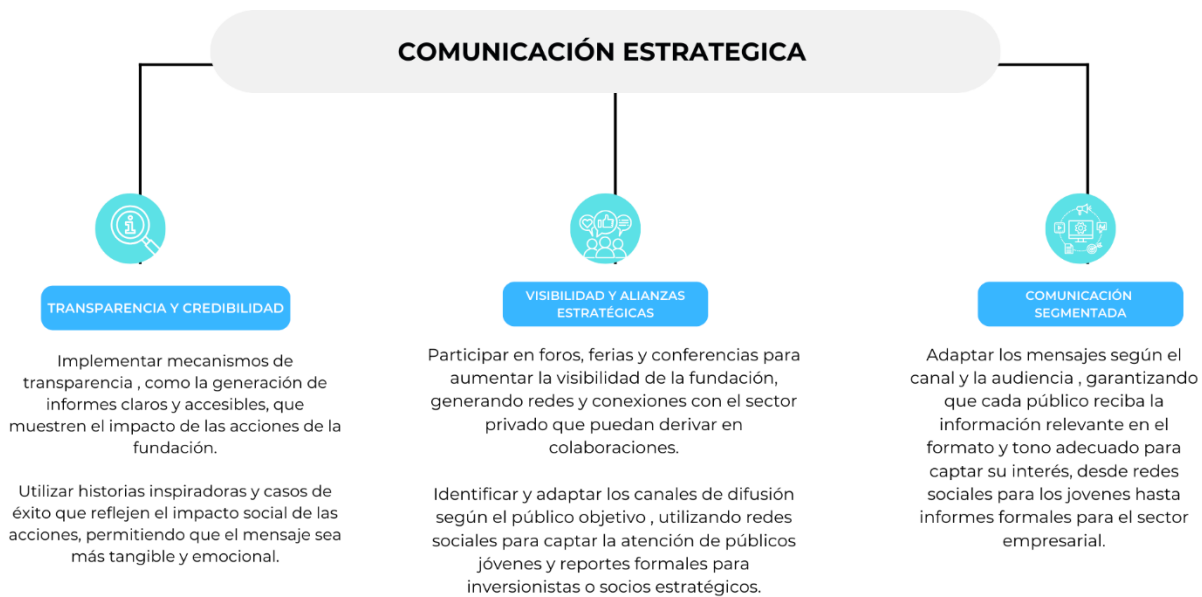 COMUNICACIÓN ESTRATEGICA
TRANSPARENCIA Y CREDIBILIDAD
Implementar mecanismos de
transparencia , como la generación de
informes claros y accesibles, que
muestren el impacto de las acciones de la
fundación.
Utilizar historias inspiradoras y casos de
éxito que reflejen el impacto social de las
acciones, permitiendo que el mensaje sea
más tangible y emocional.
VISIBILIDAD Y ALIANZAS
ESTRATÉGICAS
Participar en foros, ferias y conferencias para
aumentar la visibilidad de la fundación,
generando redes y conexiones con el sector
privado que puedan derivar en
colaboraciones.
Identificar y adaptar los canales de difusión
según el público objetivo , utilizando redes
sociales para captar la atención de públicos
jóvenes y reportes formales para
inversionistas o socios estratégicos.
COMUNICACIÓN
SEGMENTADA
Adaptar los mensajes según el
canal y la audiencia , garantizando
que cada público reciba la
información relevante en el
formato y tono adecuado para
captar su interés, desde redes
sociales para los jovenes hasta
informes formales para el sector
empresarial.